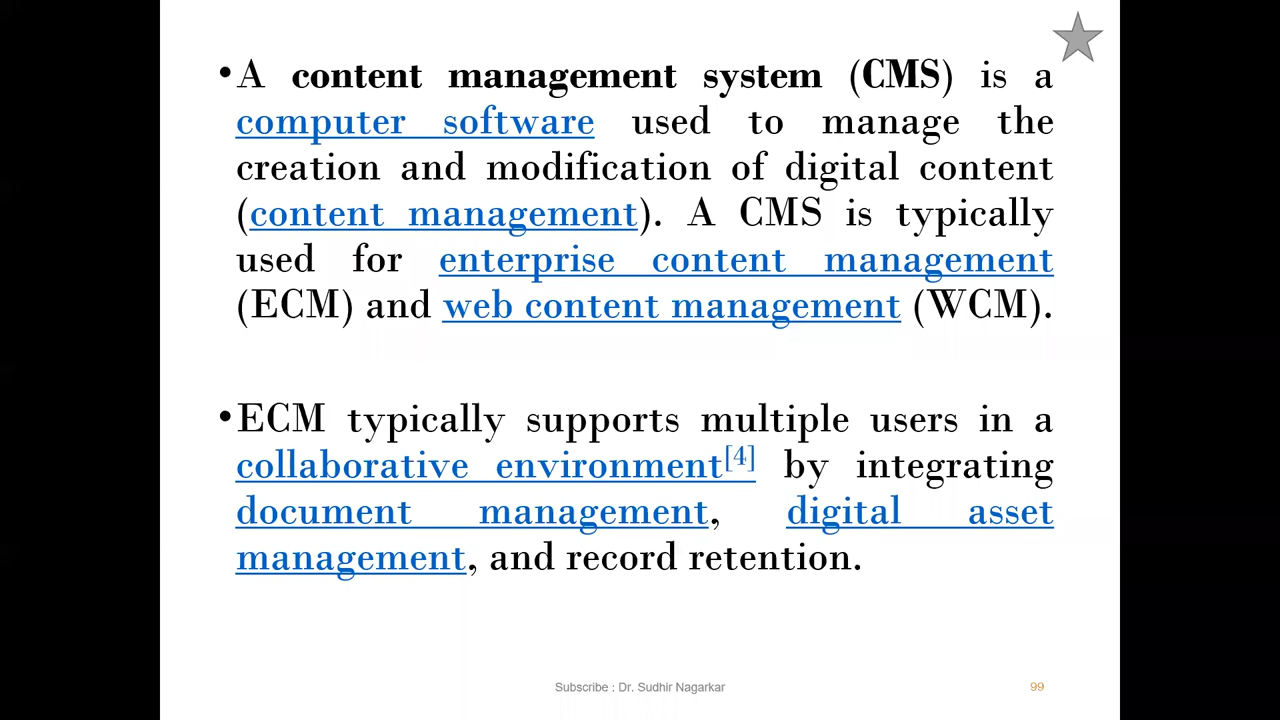 •A content management system (CMS) is a
computer software used to manage the
creation and modification of digital content
(content management). A CMS is typically
used for enterprise content management
(ECM) and web content management (WCM).
•ECM typically supports multiple users in a
collaborative environment[4] by integrating
document management, digital asset
management, and record retention.
Subscribe : Dr. Sudhir Nagarkar
99